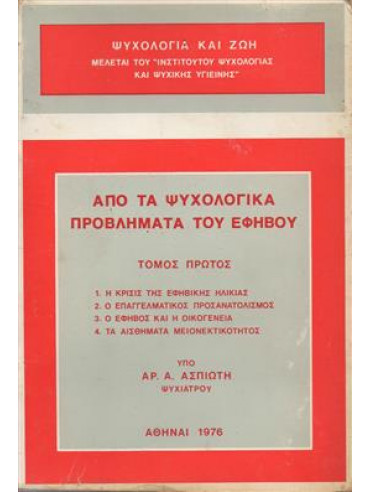 ΨΥΧΟΛΟΓΙΑ ΚΑΙ ΖΩΗ
ΜΕΛΕΤΑΙ ΤΟΥ "ΙΝΣΤΙΤΟΥΤΟΥ ΨΥΧΟΛΟΓΙΑΣ
ΚΑΙ ΨΥΧΙΚΗΣ ΥΓΙΕΙΝΗΣ"
ΑΠΟ ΤΑ ΨΥΧΟΛΟΓΙΚΑ
ΠΡΟΒΛΗΜΑΤΑ ΤΟΥ ΕΦΗΒΟΥ
ΤΟΜΟΣ ΠΡΩΤΟΣ
1. Η ΚΡΙΣΙΣ ΤΗΣ ΕΦΗΒΙΚΗΣ ΗΛΙΚΙΑΣ
2. Ο ΕΠΑΓΓΕΛΜΑΤΙΚΟΣ ΠΡΟΣΑΝΑΤΟΛΙΣΜΟΣ
3. Ο ΕΦΗΒΟΣ ΚΑΙ Η ΟΙΚΟΓΕΝΕΙΑ
4. ΤΑ ΑΙΣΘΗΜΑΤΑ ΜΕΙΟΝΕΚΤΙΚΟΤΗΤΟΣ
ΥΠΟ
ΑΡ. Α. ΑΣΠΙΩΤΗ
ΨΥΧΙΑΤΡΟΥ
ΑΘΗΝΑΙ 1976